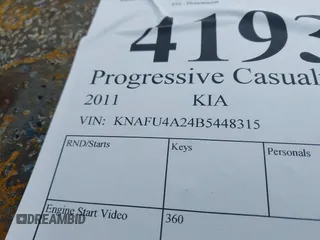 4193
Progressive Casual
2011 KIA
VIN: KNAFU4A24B5448315
RND/Starts Keys Personals
Engine Start Video 360
DREAMBID